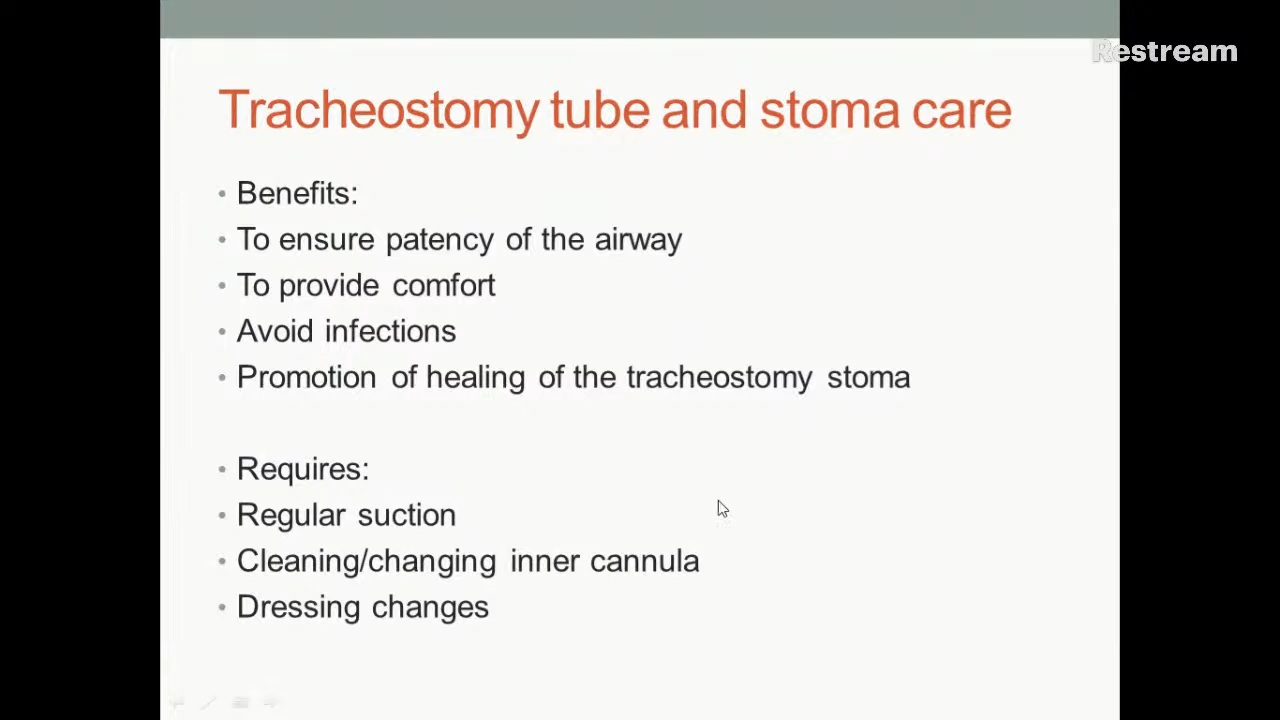 Restream
Tracheostomy tube and stoma care
• Benefits:
• To ensure patency of the airway
• To provide comfort
• Avoid infections
• Promotion of healing of the tracheostomy stoma
• Requires:
• Regular suction
• Cleaning/changing inner cannula
• Dressing changes